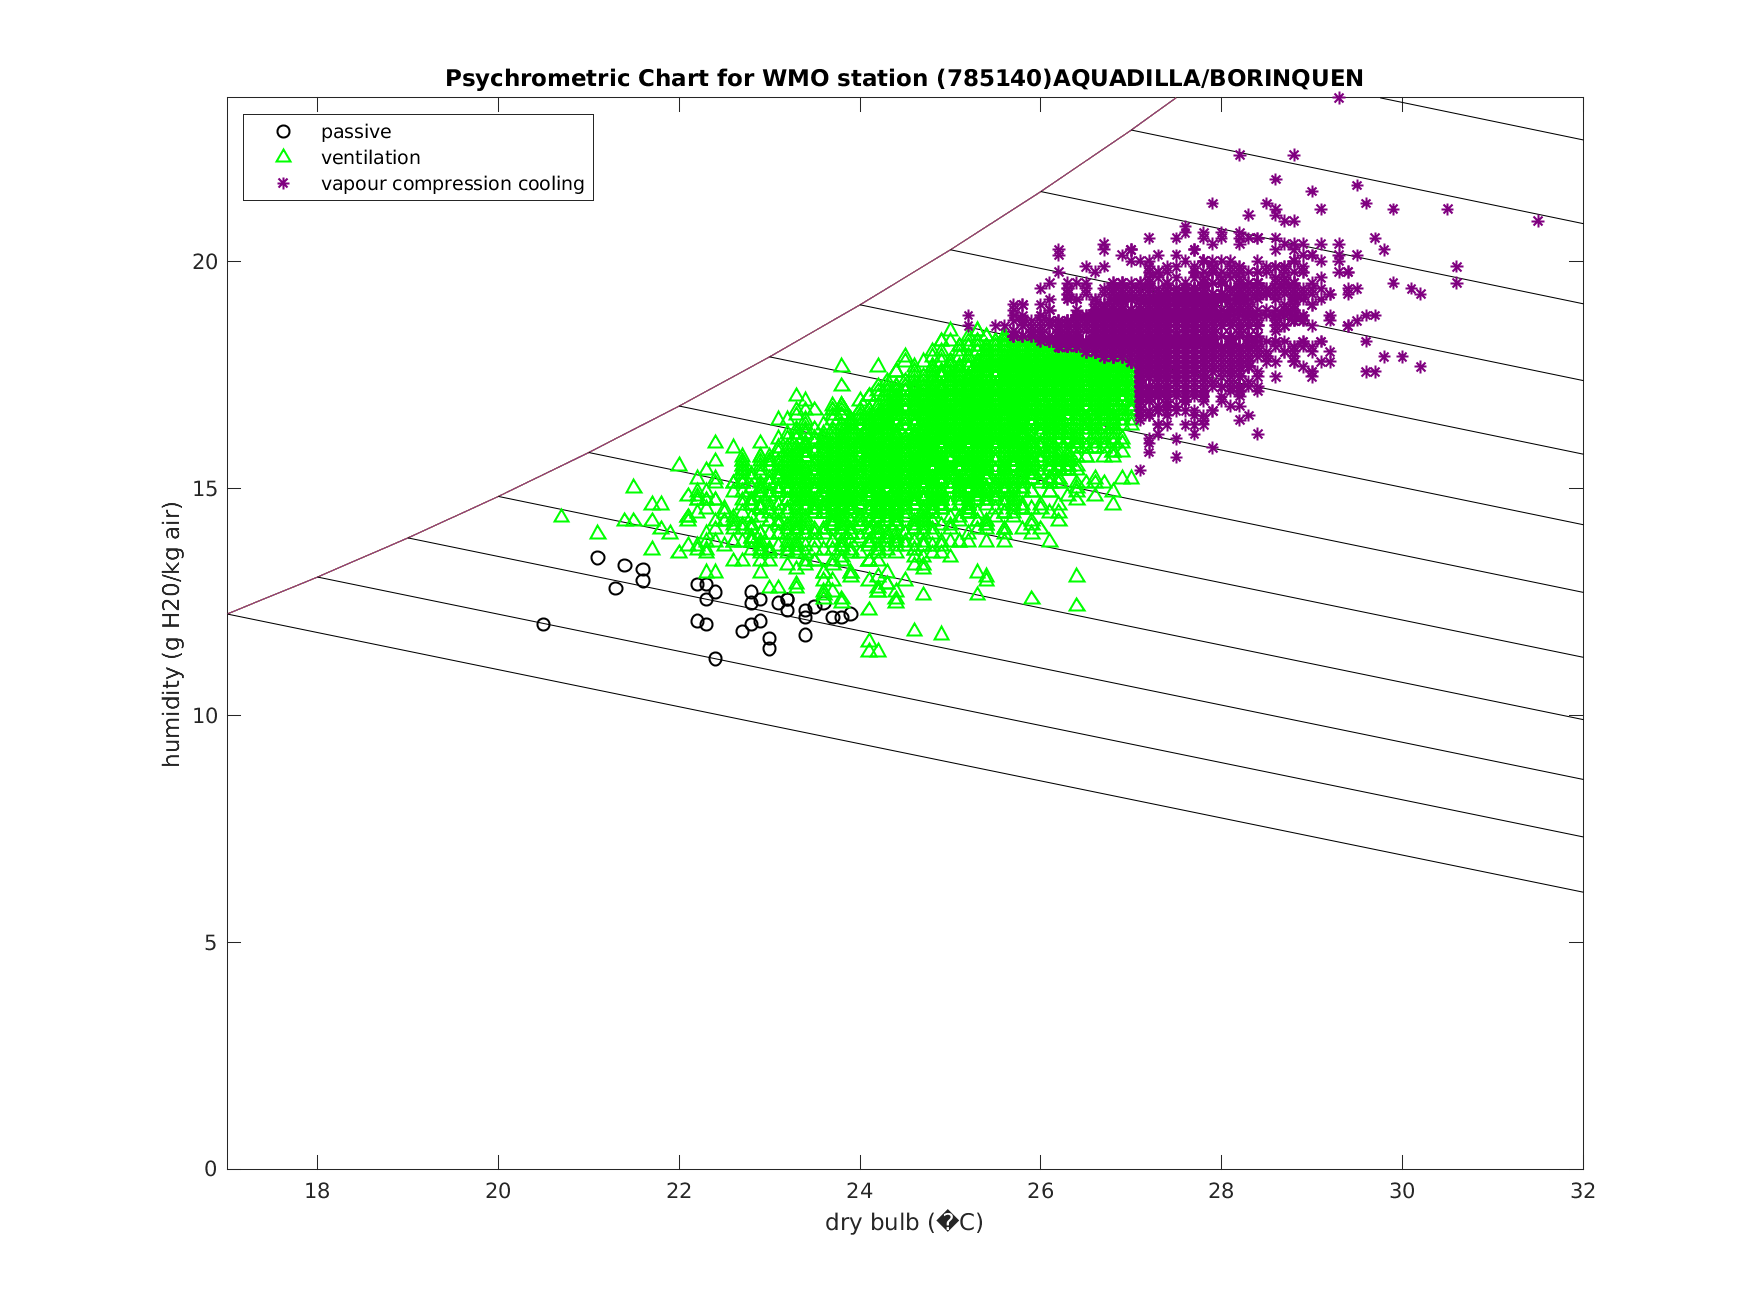 Psychrometric Chart for WMO station (785140)AQUADILLA/BORINQUEN
passive
ventilation
vapour compression cooling
20
15
10
5
0
humidity (g H20/kg air)
18 20 22 24 26 28 30 32
dry bulb (�C)